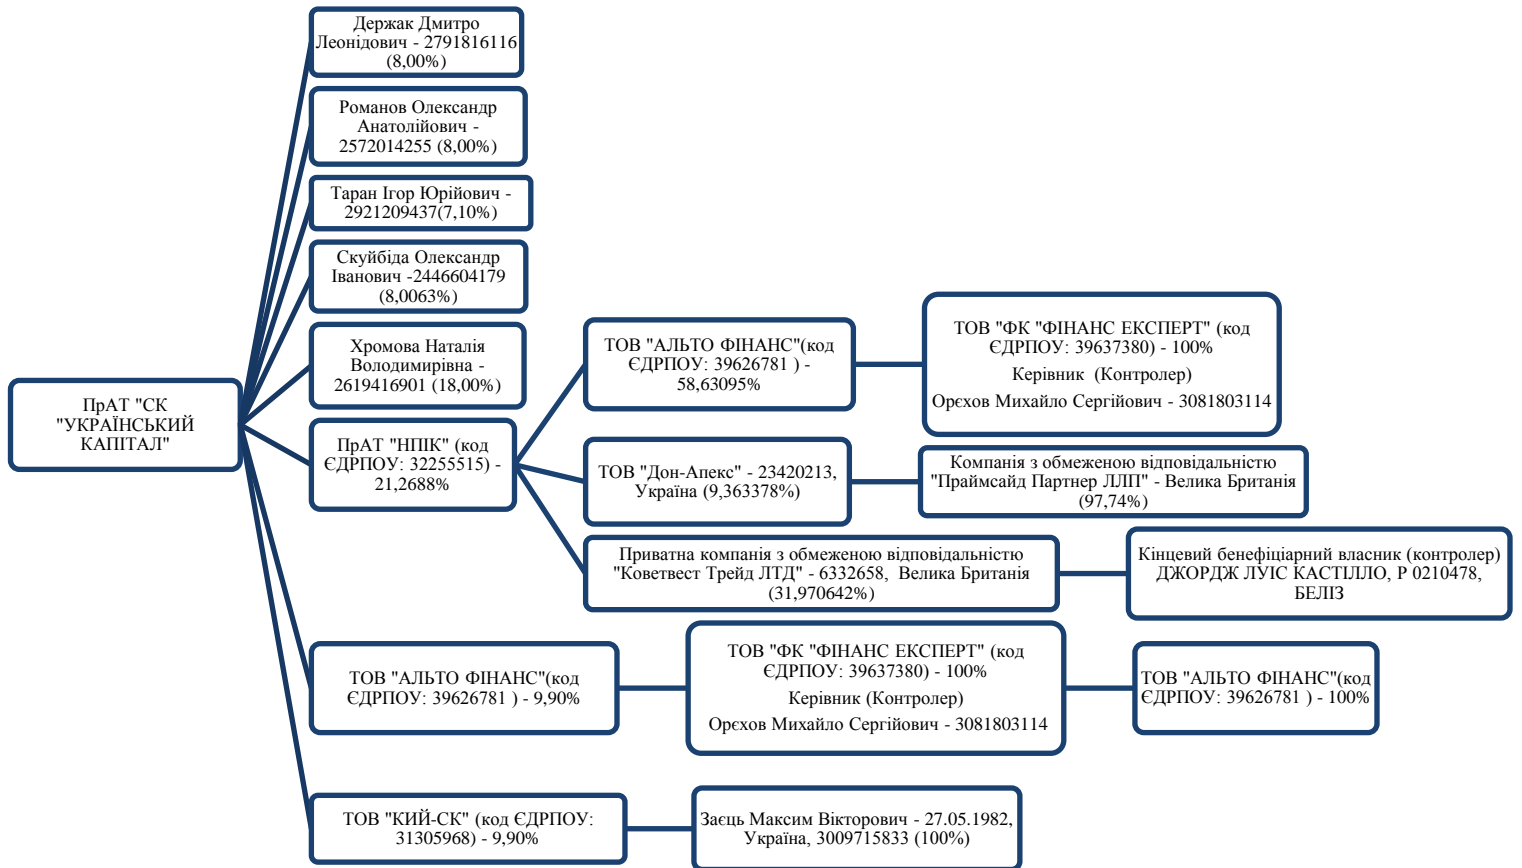 Держак Дмитро
Леонідович - 2791816116
(8,00%)
Романов Олександр
Анатолійович -
2572014255 (8,00%)
Таран Ігор Юрійович -
2921209437(7,10%)
Скуйбіда Олександр
Іванович -2446604179
(8,0063%)
Хромова Наталія
Володимирівна -
2619416901 (18,00%)
ПрАТ "СК
"УКРАЇНСЬКИЙ
КАПІТАЛ"
ПрАТ "НПІК" (код
ЄДРПОУ: 32255515) -
21,2688%
ТОВ "АЛЬТО ФІНАНС"(код
ЄДРПОУ: 39626781 ) -
58,63095%
ТОВ "ФК "ФІНАНС ЕКСПЕРТ" (код
ЄДРПОУ: 39637380) - 100%
Керівник (Контролер)
Орєхов Михайло Сергійович - 3081803114
ТОВ "Дон-Апекс" - 23420213,
Україна (9,363378%)
Компанія з обмеженою відповідальністю
"Праймсайд Партнер ЛЛП" - Велика Британія
(97,74%)
Приватна компанія з обмеженою відповідальністю
"Коветвест Трейд ЛТД" - 6332658, Велика Британія
(31,970642%)
Кінцевий бенефіціарний власник (контролер)
ДЖОРДЖ ЛУІС КАСТІЛЛО, Р 0210478,
БЕЛІЗ
ТОВ "АЛЬТО ФІНАНС"(код
ЄДРПОУ: 39626781 ) - 9,90%
ТОВ "ФК "ФІНАНС ЕКСПЕРТ" (код
ЄДРПОУ: 39637380) - 100%
Керівник (Контролер)
Орєхов Михайло Сергійович - 3081803114
ТОВ "АЛЬТО ФІНАНС"(код
ЄДРПОУ: 39626781 ) - 100%
ТОВ "КИЙ-СК" (код ЄДРПОУ:
31305968) - 9,90%
Заєць Максим Вікторович - 27.05.1982,
Україна, 3009715833 (100%)